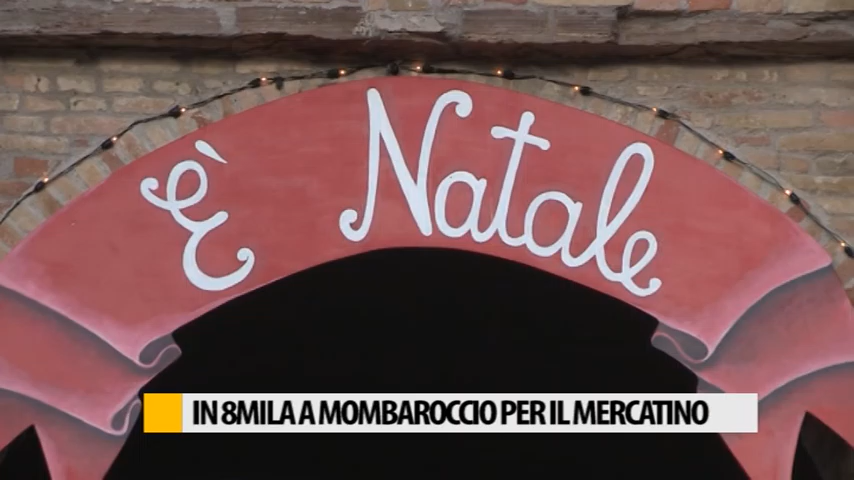 È Natale
IN 8MILA A MOMBAROCCIO PER IL MERCATINO